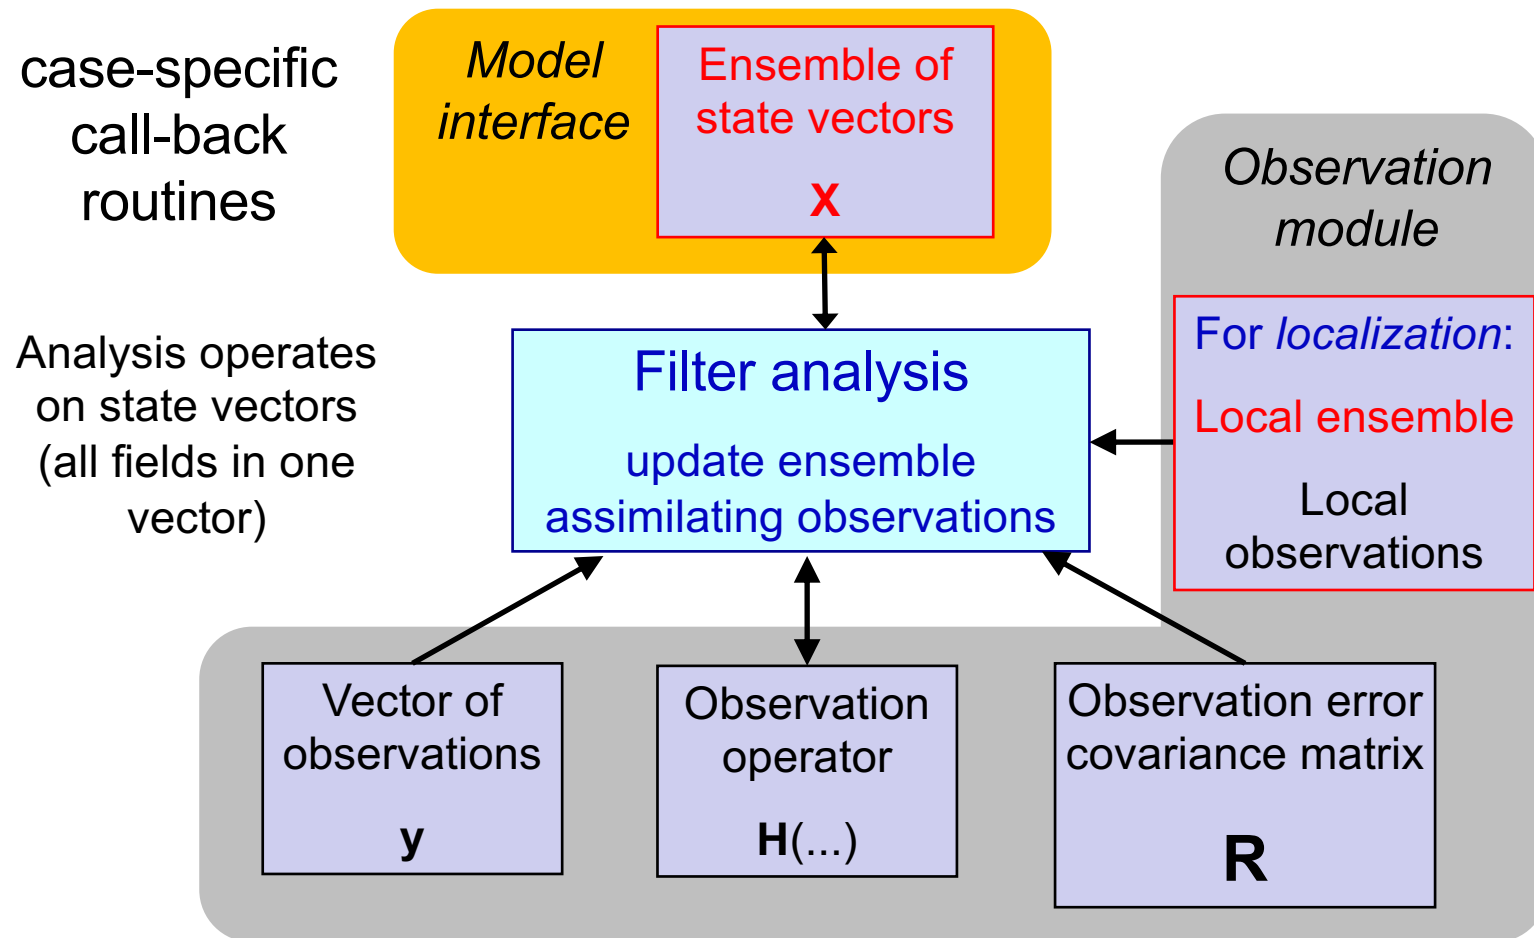 case-specific
call-back
routines
Model
interface
Ensemble of
state vectors
X
Observation
module
Analysis operates
on state vectors
(all fields in one
vector)
Filter analysis
update ensemble
assimilating observations
For localization:
Local ensemble
Local
observations
Vector of
observations
y
Observation
operator
H(...)
Observation error
covariance matrix
R